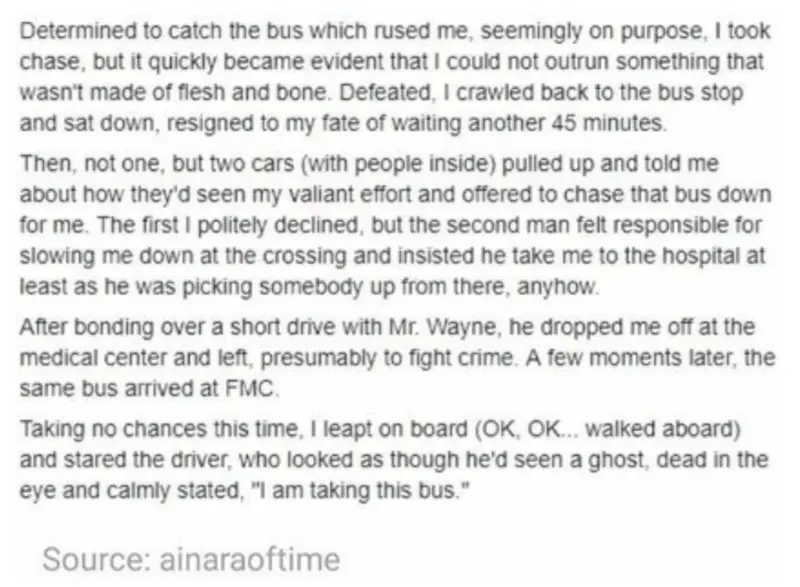 Determined to catch the bus which rused me, seemingly on purpose, I took
chase, but it quickly became evident that I could not outrun something that
wasn't made of flesh and bone. Defeated, I crawled back to the bus stop
and sat down, resigned to my fate of waiting another 45 minutes.
Then, not one, but two cars (with people inside) pulled up and told me
about how they'd seen my valiant effort and offered to chase that bus down
for me. The first I politely declined, but the second man felt responsible for
slowing me down at the crossing and insisted he take me to the hospital at
least as he was picking somebody up from there, anyhow.
After bonding over a short drive with Mr. Wayne, he dropped me off at the
medical center and left, presumably to fight crime. A few moments later, the
same bus arrived at FMC.
Taking no chances this time, I leapt on board (OK, OK... walked aboard)
and stared the driver, who looked as though he'd seen a ghost, dead in the
eye and calmly stated, "I am taking this bus."
Source: ainaraoftime